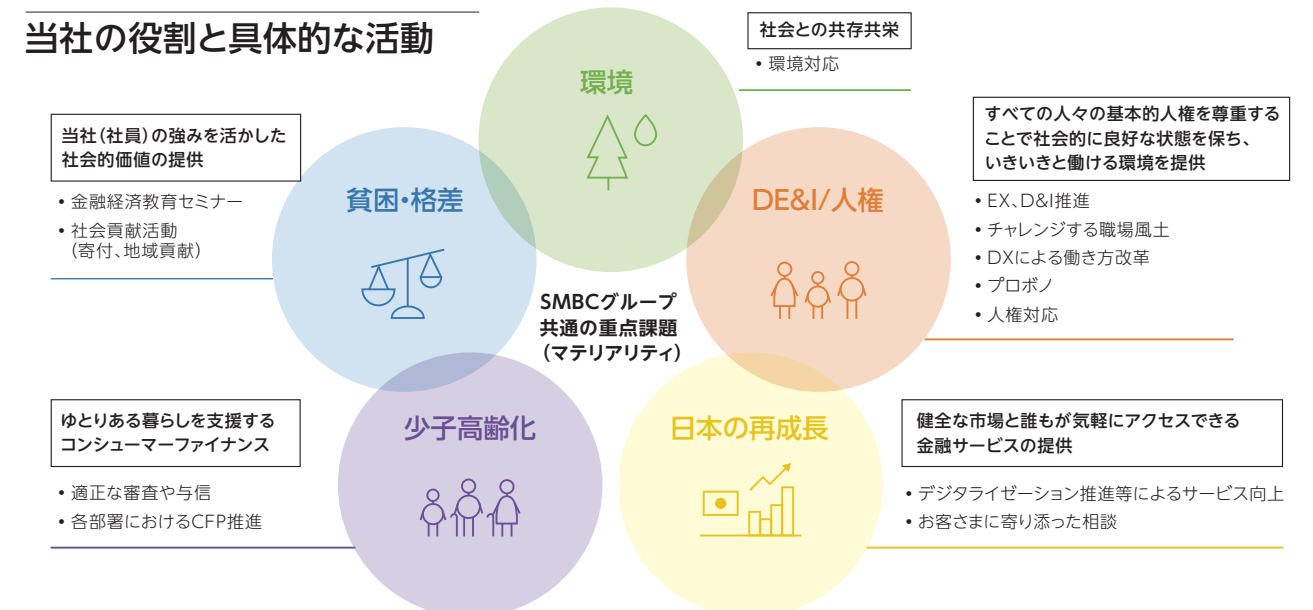 当社の役割と具体的な活動
社会との共存共栄
• 環境対応
環境
当社(社員)の強みを活かした
社会的価値の提供
• 金融経済教育セミナー
• 社会貢献活動
(寄付、地域貢献)
貧困・格差
DE&I/人権
すべての人々の基本的人権を尊重する
ことで社会的に良好な状態を保ち、
いきいきと働ける環境を提供
• EX、D&I推進
• チャレンジする職場風土
• DXによる働き方改革
• プロボノ
• 人権対応
SMBCグループ
共通の重点課題
(マテリアリティ)
ゆとりある暮らしを支援する
コンシューマーファイナンス
• 適正な審査や与信
• 各部署におけるCFP推進
少子高齢化
日本の再成長
健全な市場と誰もが気軽にアクセスできる
金融サービスの提供
• デジタライゼーション推進等によるサービス向上
• お客さまに寄り添った相談